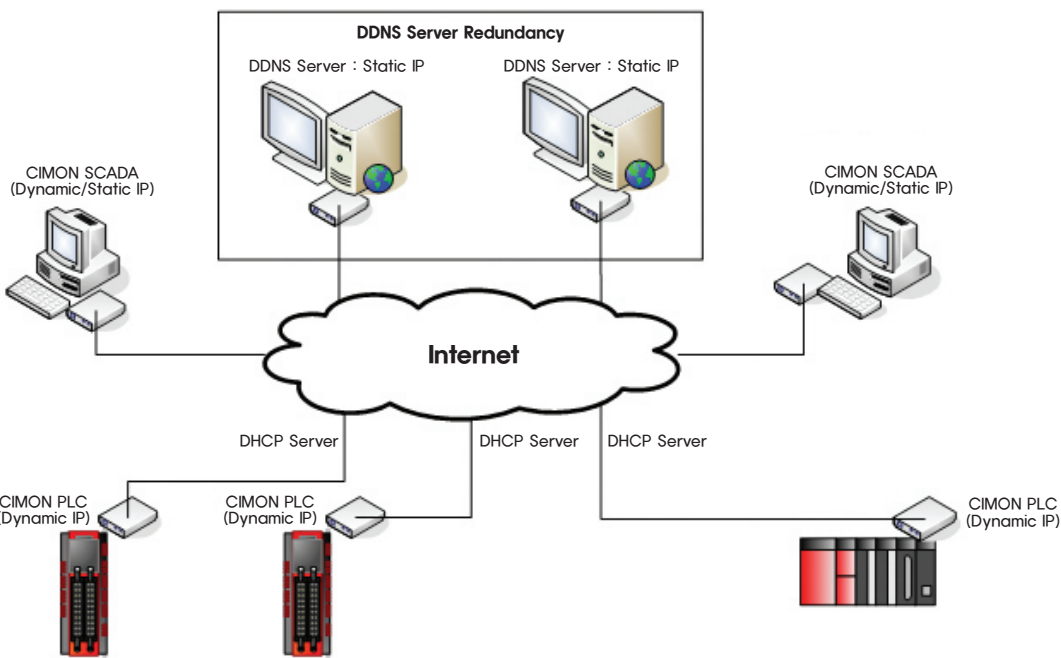 DDNS Server Redundancy
DDNS Server : Static IP
DDNS Server : Static IP
CIMON SCADA
(Dynamic/Static IP)
CIMON SCADA
(Dynamic/Static IP)
Internet
DHCP Server
DHCP Server
DHCP Server
CIMON PLC
(Dynamic IP)
CIMON PLC
(Dynamic IP)
CIMON PLC
(Dynamic IP)